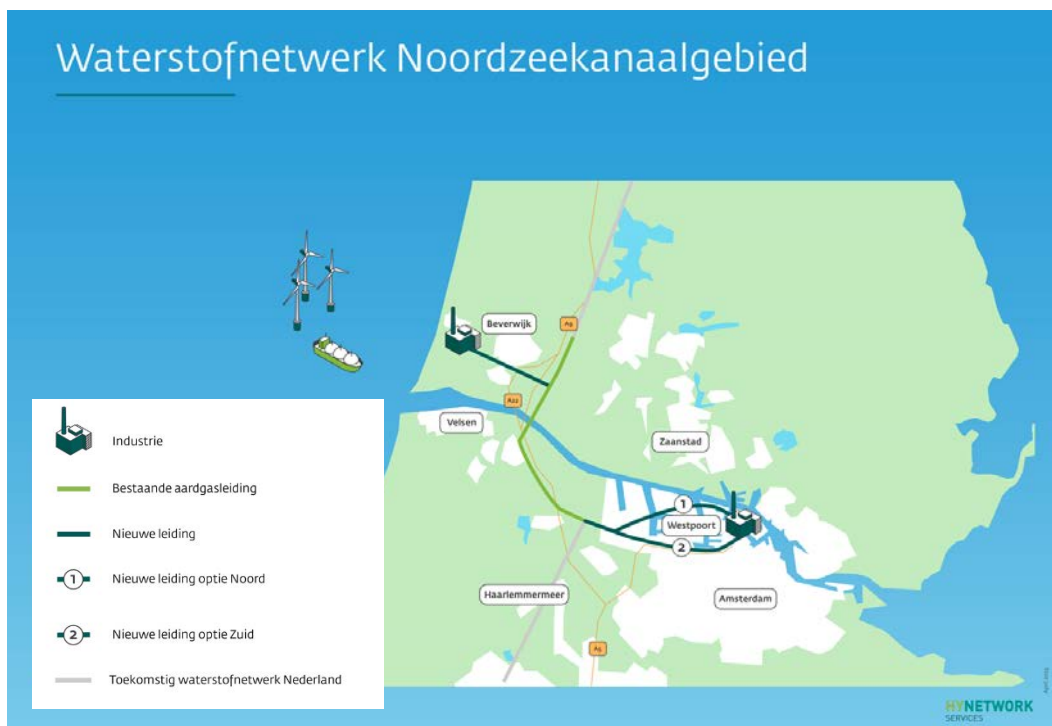 Waterstofnetwerk Noordzeekanaalgebied
A9
Beverwijk
A22
Velsen
Zaanstad
1
Westpoort
2
Haarlemmermeer
Amsterdam
A9
Industrie
Bestaande aardgasleiding
Nieuwe leiding
1 Nieuwe leiding optie Noord
2 Nieuwe leiding optie Zuid
Toekomstig waterstofnetwerk Nederland
HYNETWORK
SERVICES